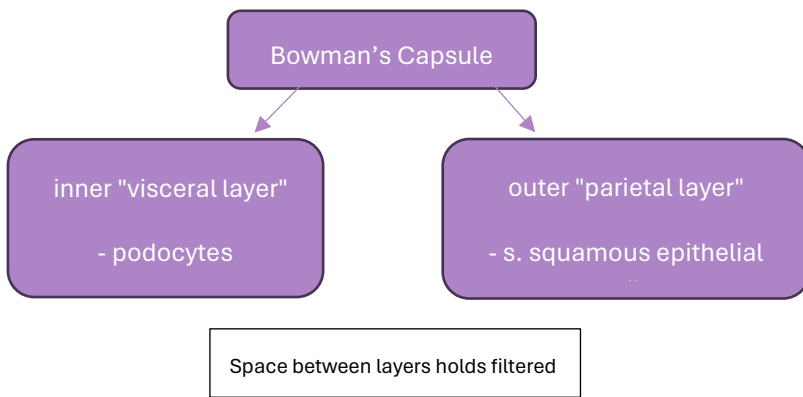 Bowman’s Capsule
inner "visceral layer"
- podocytes
outer "parietal layer"
- s. squamous epithelial
Space between layers holds filtered